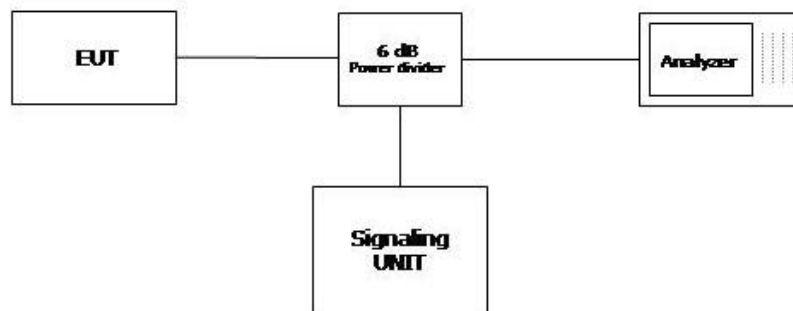 EUT
6 dB
Power divider
Analyzer
Signaling
UNIT